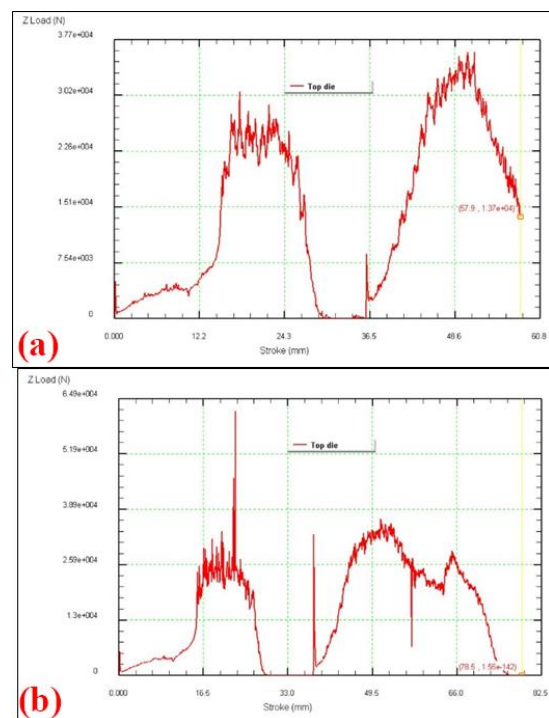 Z Load (N)
3.77e+004
3.02e+004
2.26e+004
1.51e+004
7.54e+003
0
Top die
(57.9 , 1.37e+04)
0.000 12.2 24.3 36.5 48.6 60.8
Stroke (mm)
(a)
Z Load (N)
6.49e+004
5.19e+004
3.89e+004
2.59e+004
1.3e+004
0
Top die
(78.5 , 1.55e-142)
0.000 16.5 33.0 49.5 66.0 82.5
Stroke (mm)
(b)